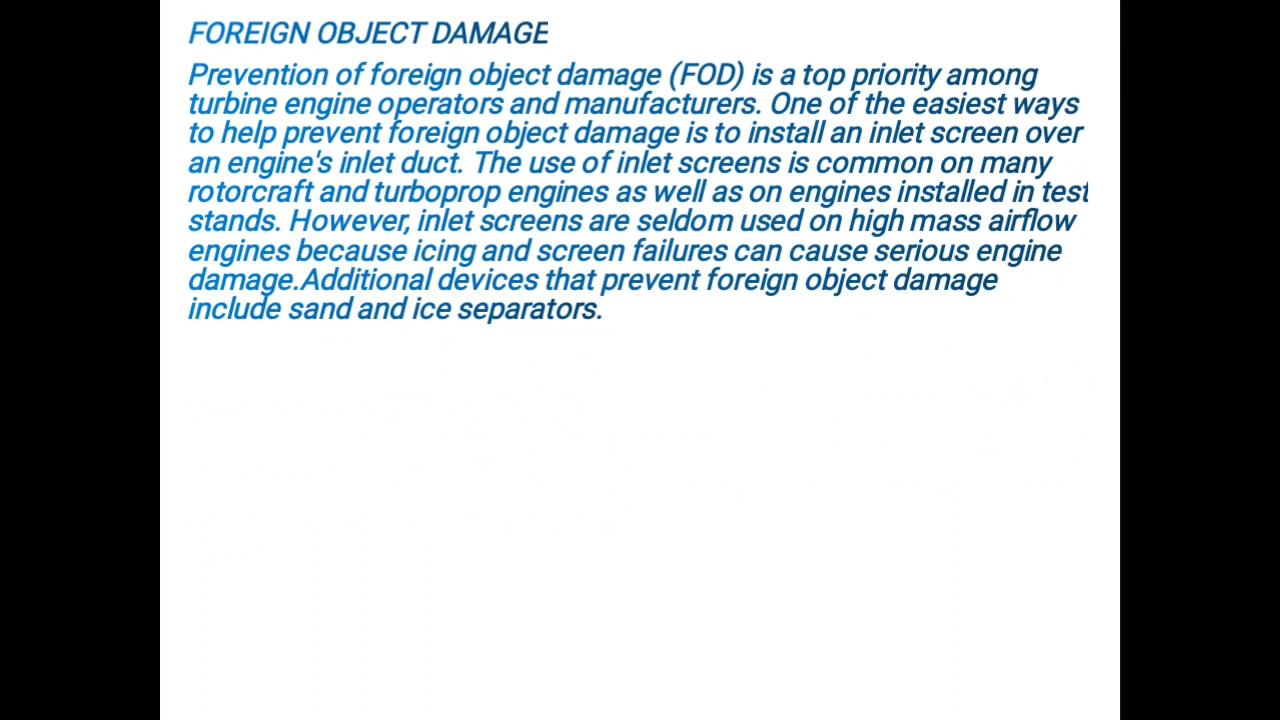 FOREIGN OBJECT DAMAGE
Prevention of foreign object damage (FOD) is a top priority among
turbine engine operators and manufacturers. One of the easiest ways
to help prevent foreign object damage is to install an inlet screen over
an engine's inlet duct. The use of inlet screens is common on many
rotorcraft and turboprop engines as well as on engines installed in test
stands. However, inlet screens are seldom used on high mass airflow
engines because icing and screen failures can cause serious engine
damage.Additional devices that prevent foreign object damage
include sand and ice separators.